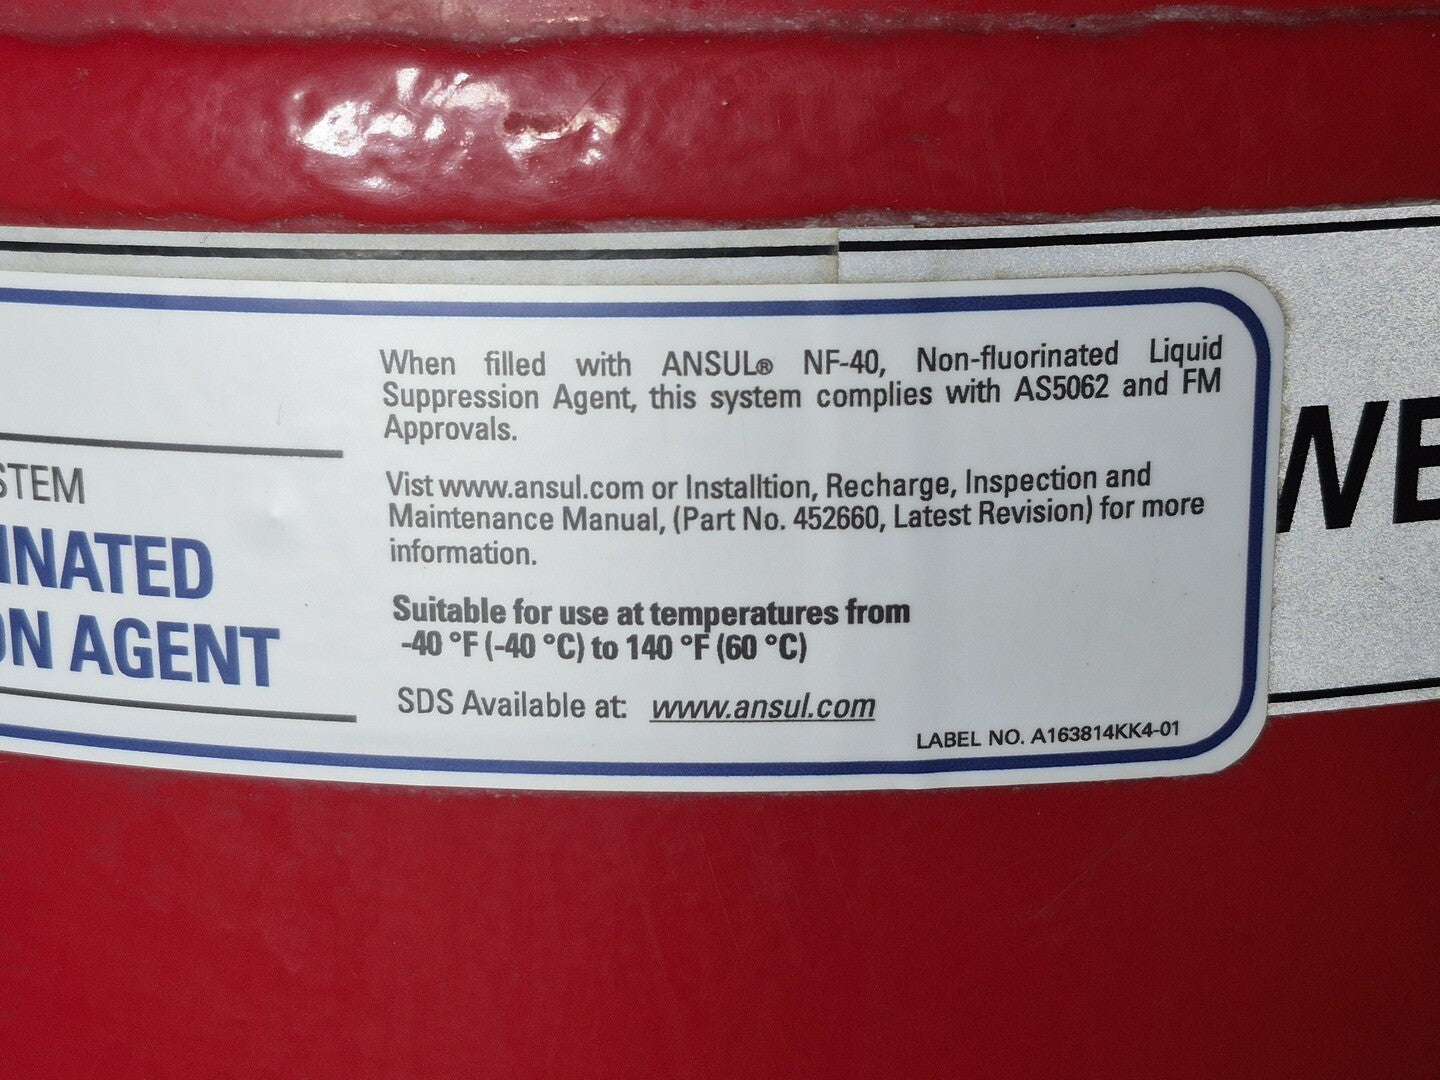 When filled with ANSUL® NF-40, Non-fluorinated Liquid
Suppression Agent, this system complies with AS5062 and FM
Approvals.
Vist www.ansul.com or Installtion, Recharge, Inspection and
Maintenance Manual, (Part No. 452660, Latest Revision) for more
information.
Suitable for use at temperatures from
-40 °F (-40 °C) to 140 °F (60 °C)
SDS Available at: www.ansul.com
LABEL NO. A163814KK4-01
STEM
INATED
ON AGENT
WE